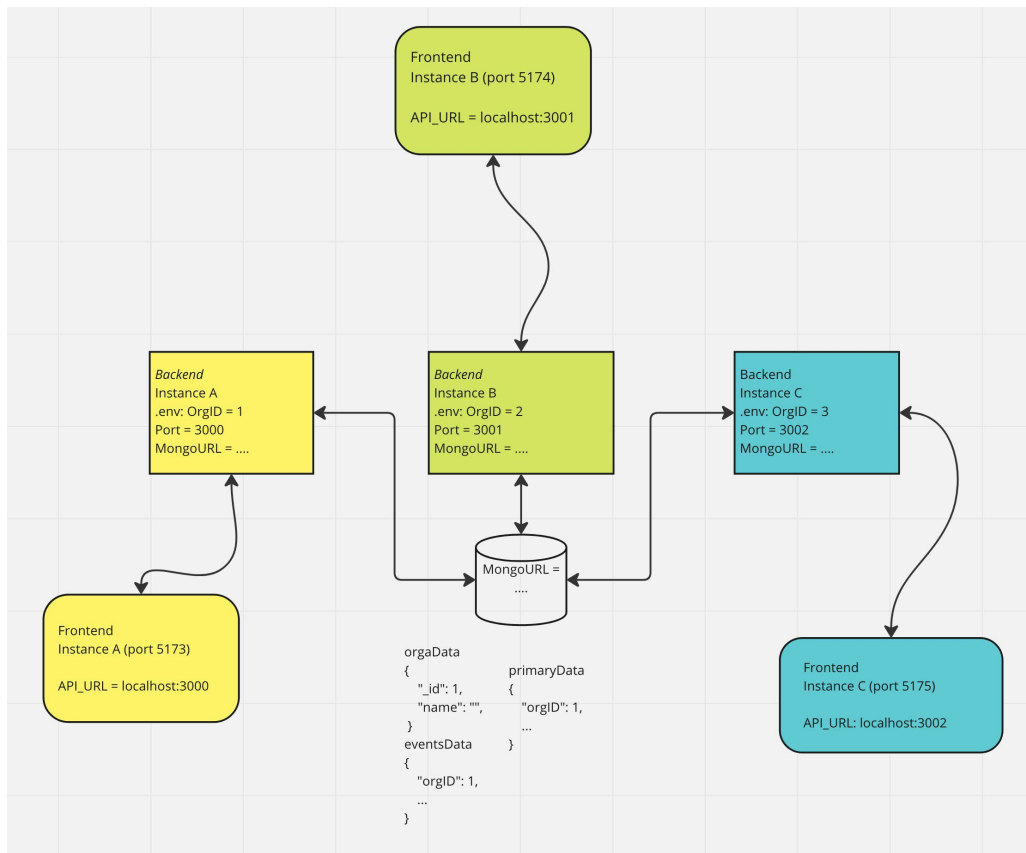 Frontend
Instance B (port 5174)
API_URL = localhost:3001
Backend
Instance A
.env: OrgID = 1
Port = 3000
MongoURL = ....
Backend
Instance B
.env: OrgID = 2
Port = 3001
MongoURL = ....
Backend
Instance C
.env: OrgID = 3
Port = 3002
MongoURL = ....
MongoURL =
....
Frontend
Instance A (port 5173)
API_URL = localhost:3000
orgaData
{
"_id": 1,
"name": "",
}
eventsData
{
"orgID": 1,
...
}
primaryData
{
"orgID": 1,
...
}
Frontend
Instance C (port 5175)
API_URL: localhost:3002